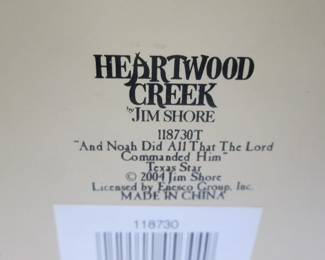 HEARTWOOD
CREEK
by JIM SHORE
118730T
"And Noah Did All That The Lord
Commanded Him"
Texas Star
© 2004 Jim Shore
Licensed by Enesco Group, Inc.
MADE IN CHINA
118730